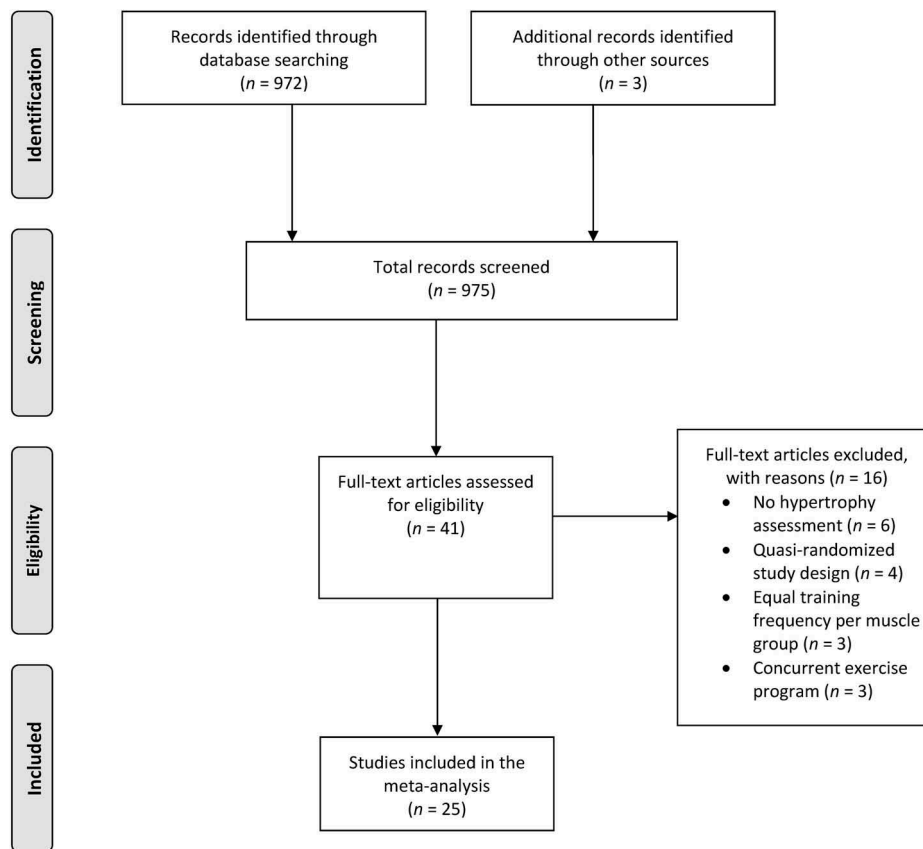 Identification
Records identified through
database searching
(n = 972)
Additional records identified
through other sources
(n = 3)
Screening
Total records screened
(n = 975)
Eligibility
Full-text articles assessed
for eligibility
(n = 41)
Full-text articles excluded,
with reasons (n = 16)
• No hypertrophy
assessment (n = 6)
• Quasi-randomized
study design (n = 4)
• Equal training
frequency per muscle
group (n = 3)
• Concurrent exercise
program (n = 3)
Included
Studies included in the
meta-analysis
(n = 25)